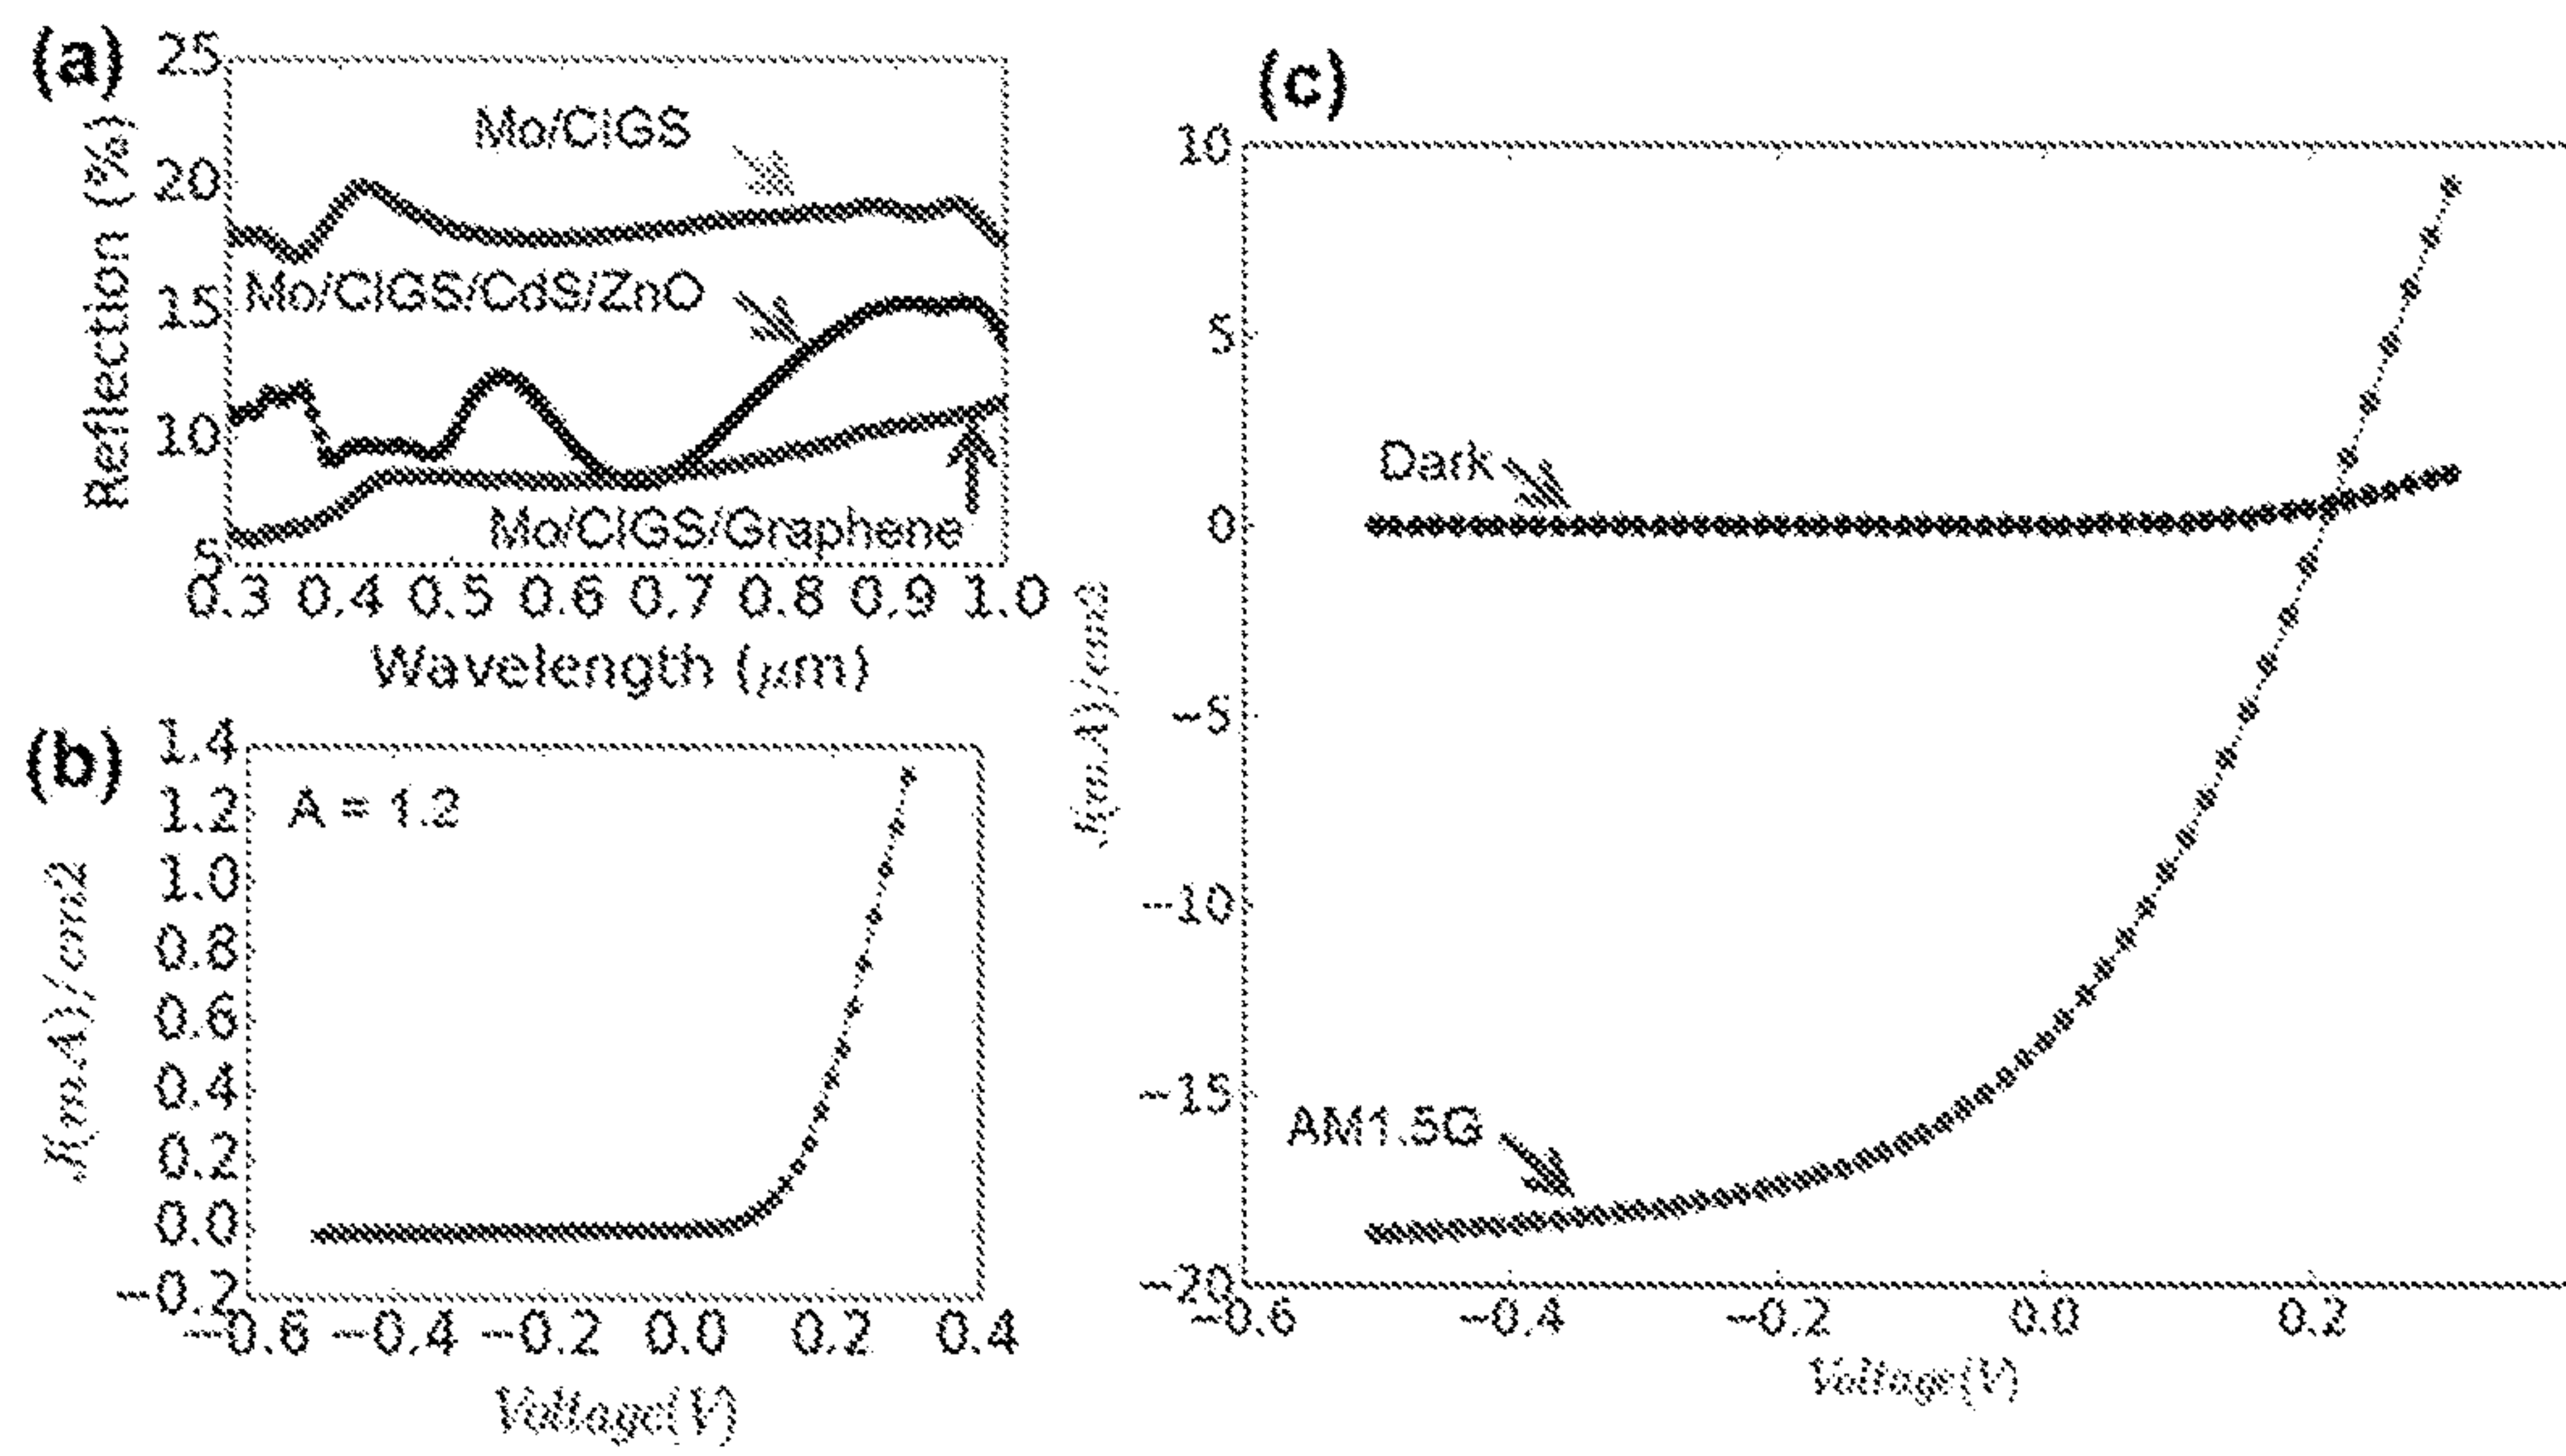 (a)
25
20
15
10
5
Reflection (%)
Mo/CIGS
Mo/CIGS/CdS/ZnO
Mo/CIGS/Graphene
0.3 0.4 0.5 0.6 0.7 0.8 0.9 1.0
Wavelength (μm)
(b)
1.4
1.2
1.0
0.8
0.6
0.4
0.2
0.0
−0.2
J(mA)/cm2
A = 1.2
−0.6 −0.4 −0.2 0.0 0.2 0.4
Voltage(V)
(c)
10
5
0
−5
−10
−15
−20
J(mA)/cm2
Dark
AM1.5G
−0.6 −0.4 −0.2 0.0 0.2
Voltage(V)